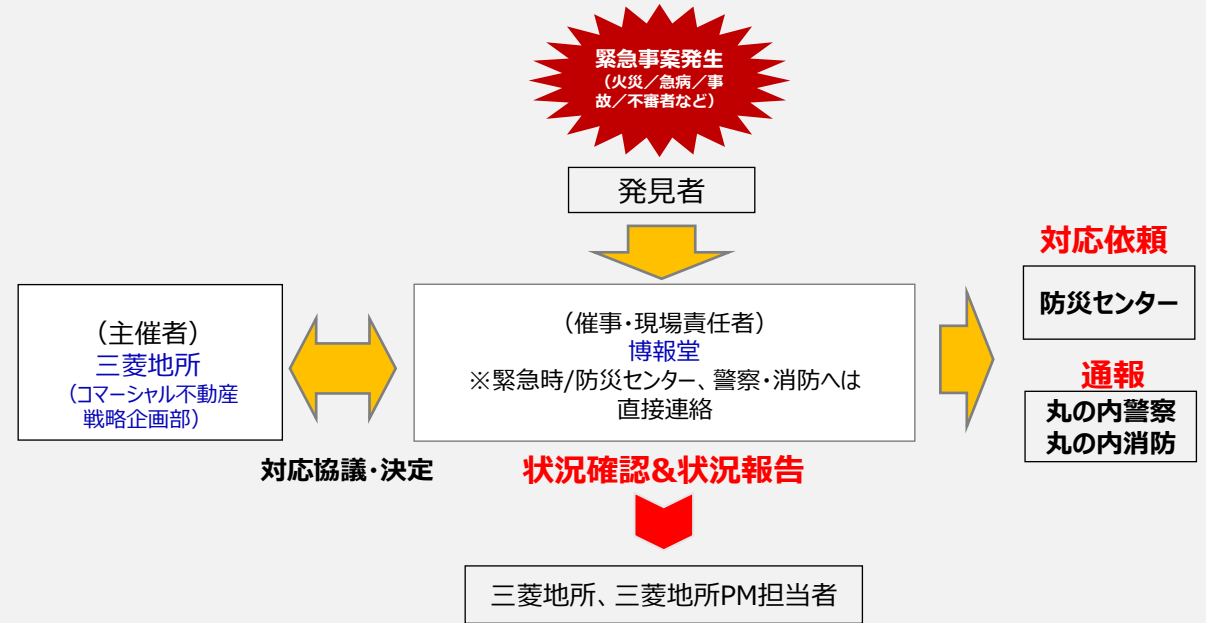 緊急事案発生
（火災／急病／事
故／不審者など）
発見者
対応依頼
防災センター
（主催者）
三菱地所
（コマーシャル不動産
戦略企画部）
（催事・現場責任者）
博報堂
※緊急時/防災センター、警察・消防へは
直接連絡
通報
丸の内警察
丸の内消防
対応協議・決定
状況確認&状況報告
三菱地所、三菱地所PM担当者